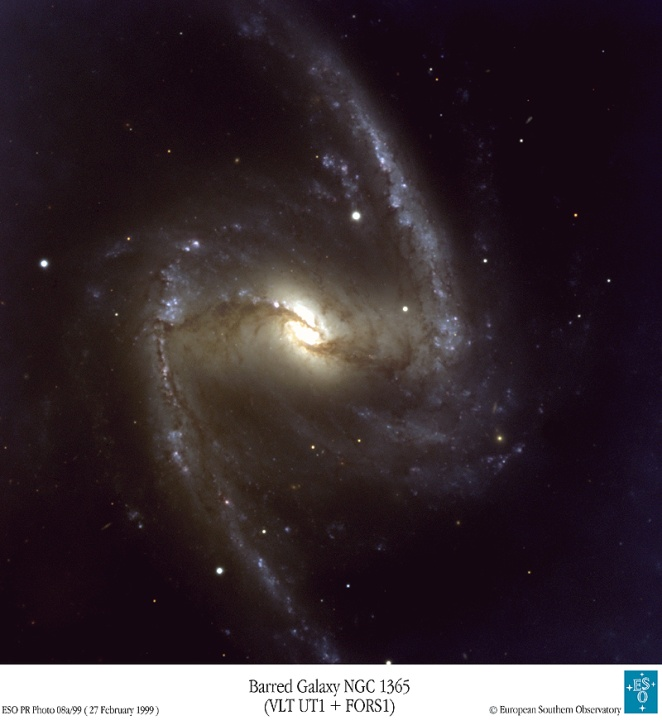 Barred Galaxy NGC 1365
(VLT UT1 + FORS1)
ESO PR Photo 08a/99 ( 27 February 1999 )
© European Southern Observatory
ESO